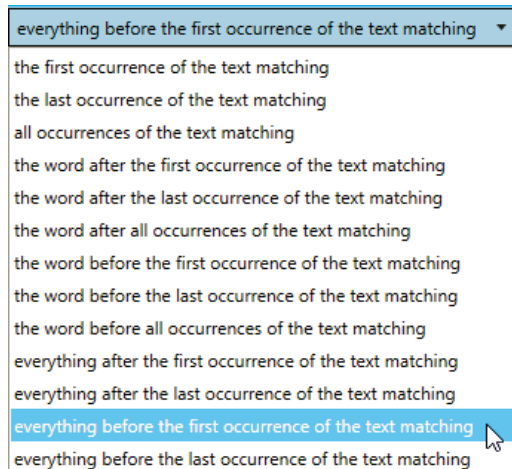 everything before the first occurrence of the text matching
the first occurrence of the text matching
the last occurrence of the text matching
all occurrences of the text matching
the word after the first occurrence of the text matching
the word after the last occurrence of the text matching
the word after all occurrences of the text matching
the word before the first occurrence of the text matching
the word before the last occurrence of the text matching
the word before all occurrences of the text matching
everything after the first occurrence of the text matching
everything after the last occurrence of the text matching
everything before the first occurrence of the text matching
everything before the last occurrence of the text matching